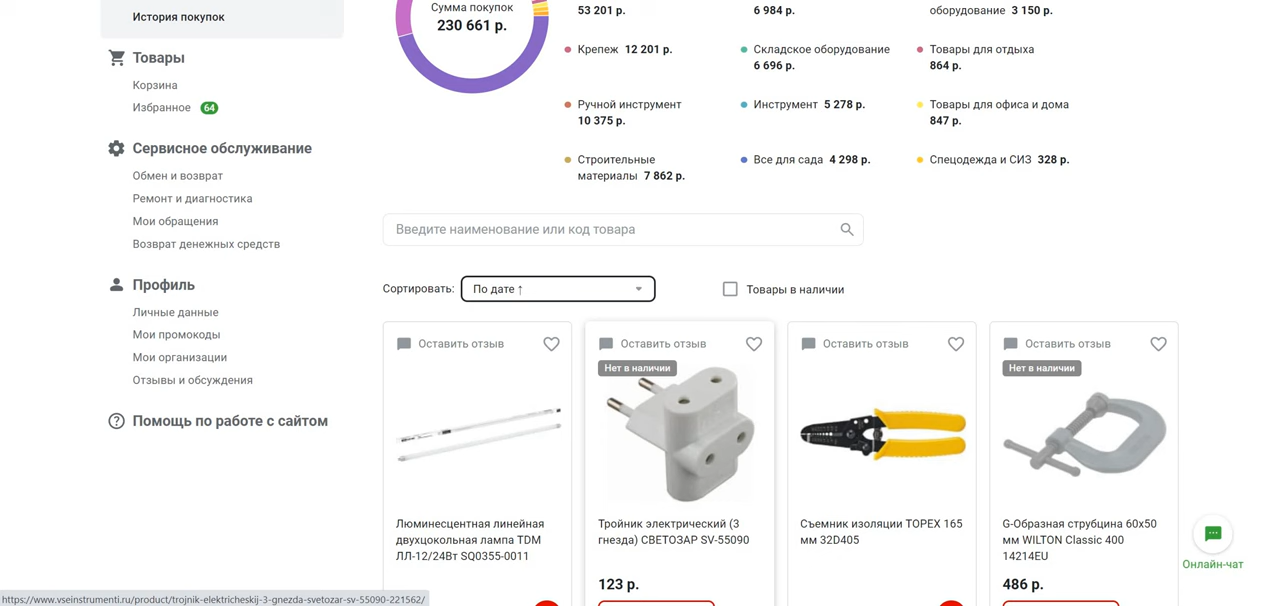 История покупок
Товары
Корзина
Избранное 64
Сервисное обслуживание
Обмен и возврат
Ремонт и диагностика
Мои обращения
Возврат денежных средств
Профиль
Личные данные
Мои промокоды
Мои организации
Отзывы и обсуждения
Помощь по работе с сайтом
Сумма покупок
230 661 р.
53 201 р.
6 984 р.
оборудование 3 150 р.
Крепеж 12 201 р.
Складское оборудование
6 696 р.
Товары для отдыха
864 р.
Ручной инструмент
10 375 р.
Инструмент 5 278 р.
Товары для офиса и дома
847 р.
Строительные
материалы 7 862 р.
Все для сада 4 298 р.
Спецодежда и СИЗ 328 р.
Введите наименование или код товара
Сортировать: По дате ↑
Товары в наличии
Оставить отзыв
Люминесцентная линейная
двухцокольная лампа TDM
ЛЛ-12/24Вт SQ0355-0011
Оставить отзыв
Нет в наличии
Тройник электрический (3
гнезда) СВЕТОЗАР SV-55090
123 р.
Оставить отзыв
Съемник изоляции TOPEX 165
мм 32D405
Оставить отзыв
Нет в наличии
G-Образная струбцина 60х50
мм WILTON Classic 400
14214EU
486 р.
Онлайн-чат
https://www.vseinstrumenti.ru/product/trojnik-elektricheskij-3-gnezda-svetozar-sv-55090-221562/